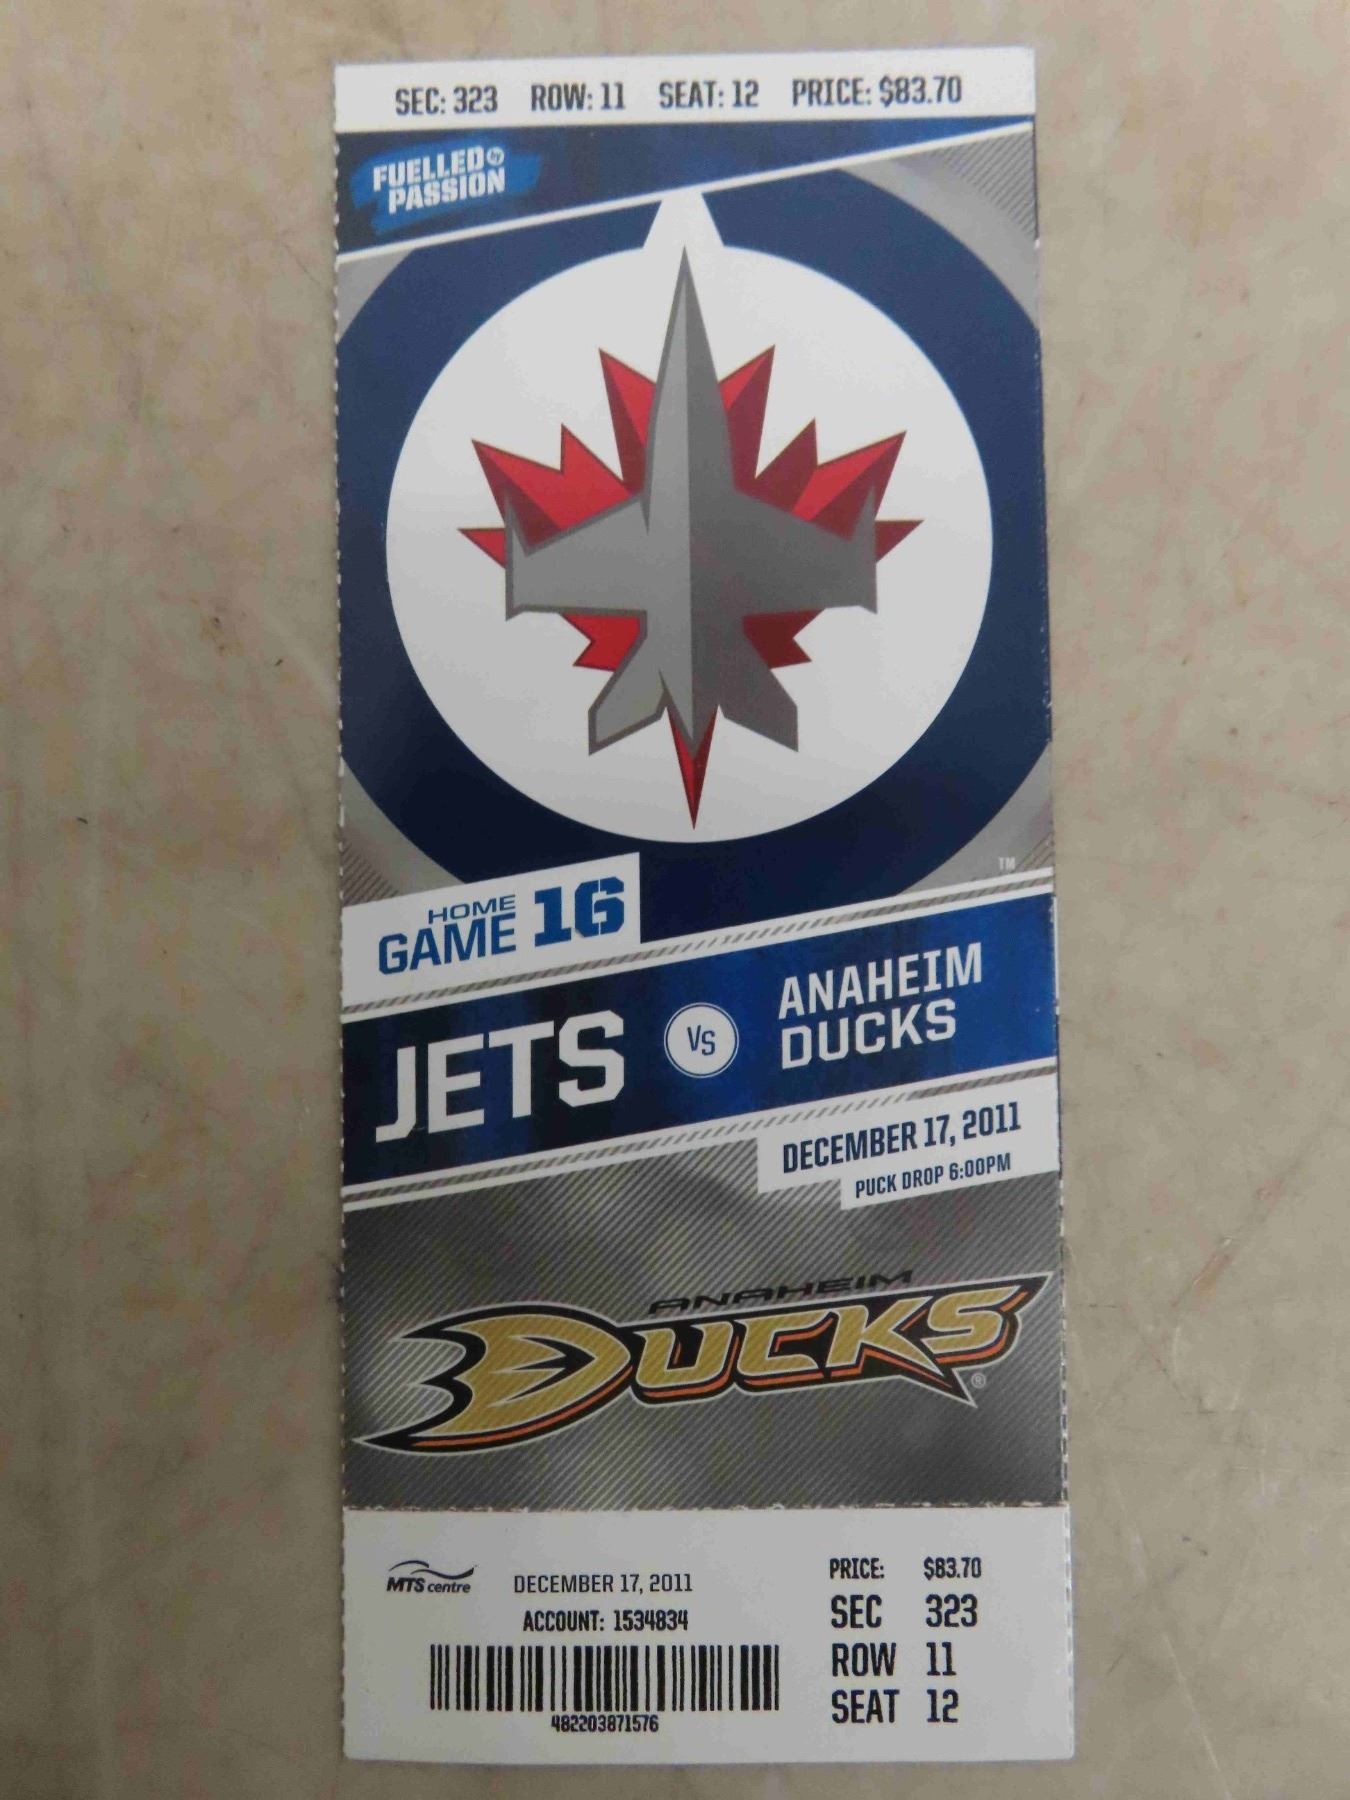 SEC: 323 ROW: 11 SEAT: 12 PRICE: $83.70
FUELLED by
PASSION
TM
HOME
GAME 16
JETS VS ANAHEIM
DUCKS
DECEMBER 17, 2011
PUCK DROP 6:00PM
ANAHEIM
DUCKS
®
MTS centre
DECEMBER 17, 2011
ACCOUNT: 1534834
482203871576
PRICE: $83.70
SEC 323
ROW 11
SEAT 12